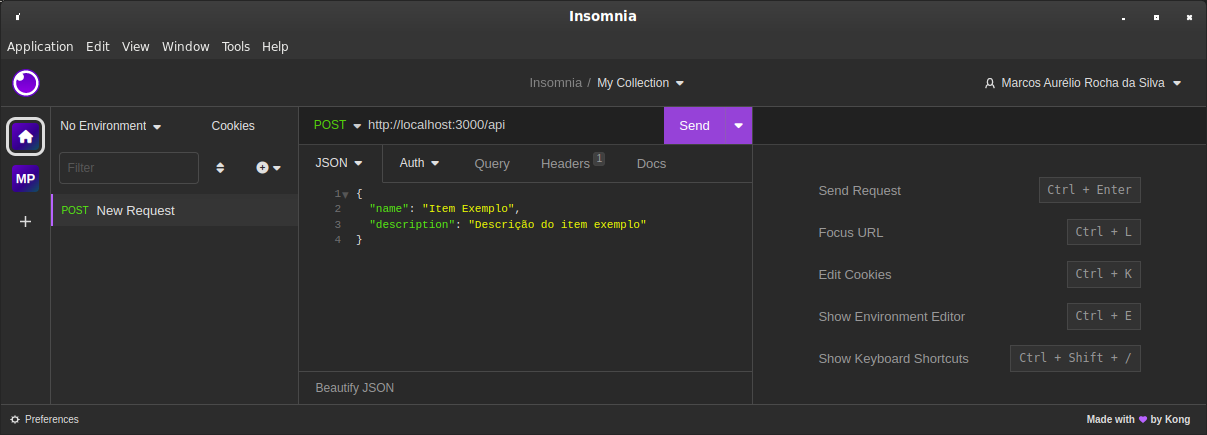 Insomnia
Application Edit View Window Tools Help
Insomnia / My Collection
Marcos Aurélio Rocha da Silva
No Environment Cookies
Filter
MP
POST New Request
POST http://localhost:3000/api Send
JSON Auth Query Headers 1 Docs
1 {
2 "name": "Item Exemplo",
3 "description": "Descrição do item exemplo"
4 }
Beautify JSON
Send Request Ctrl + Enter
Focus URL Ctrl + L
Edit Cookies Ctrl + K
Show Environment Editor Ctrl + E
Show Keyboard Shortcuts Ctrl + Shift + /
Preferences
Made with by Kong